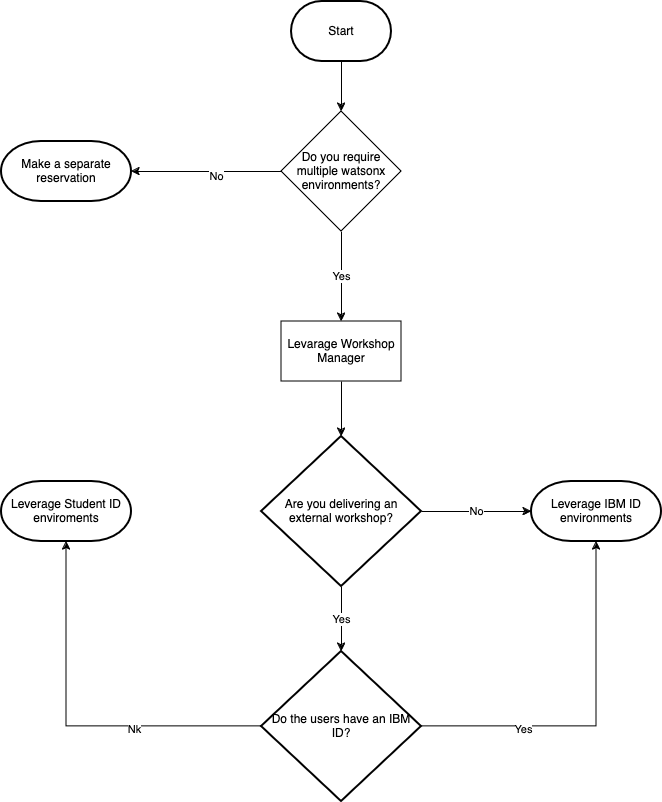 Start
Do you require
multiple watsonx
environments?
Make a separate
reservation
No
Yes
Levarage Workshop
Manager
Leverage Student ID
enviroments
Are you delivering an
external workshop?
No
Leverage IBM ID
environments
Yes
Do the users have an IBM
ID?
Nk
Yes